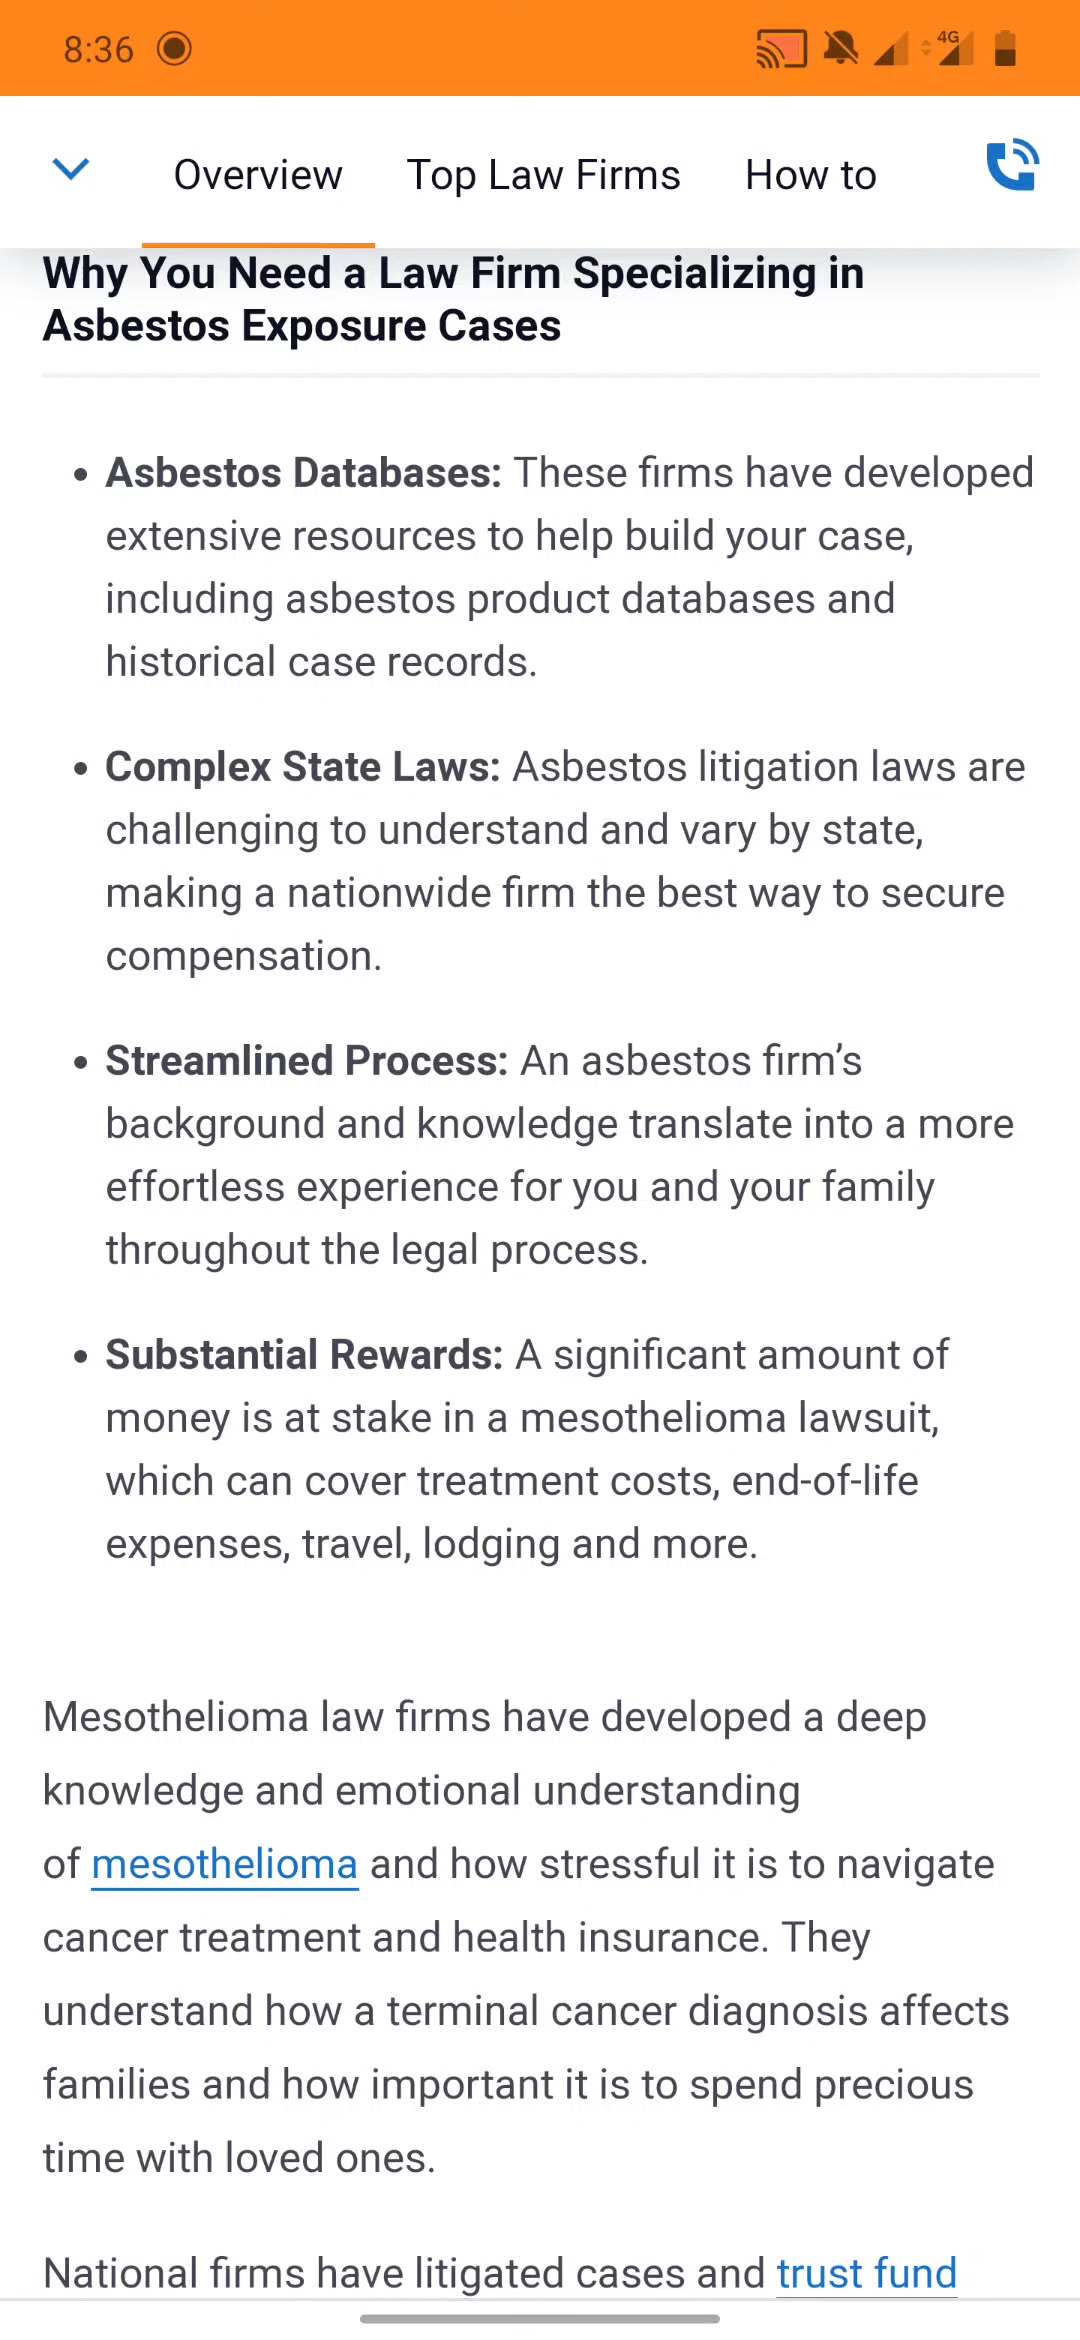 8:36
4G
Overview Top Law Firms How to
Why You Need a Law Firm Specializing in
Asbestos Exposure Cases
• Asbestos Databases: These firms have developed
extensive resources to help build your case,
including asbestos product databases and
historical case records.
• Complex State Laws: Asbestos litigation laws are
challenging to understand and vary by state,
making a nationwide firm the best way to secure
compensation.
• Streamlined Process: An asbestos firm’s
background and knowledge translate into a more
effortless experience for you and your family
throughout the legal process.
• Substantial Rewards: A significant amount of
money is at stake in a mesothelioma lawsuit,
which can cover treatment costs, end-of-life
expenses, travel, lodging and more.
Mesothelioma law firms have developed a deep
knowledge and emotional understanding
of mesothelioma and how stressful it is to navigate
cancer treatment and health insurance. They
understand how a terminal cancer diagnosis affects
families and how important it is to spend precious
time with loved ones.
National firms have litigated cases and trust fund